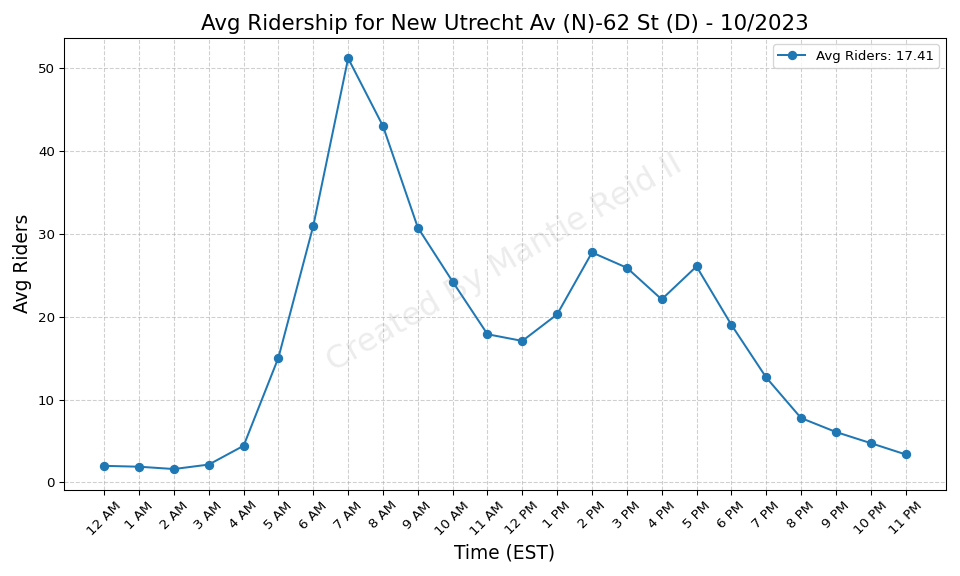 Avg Ridership for New Utrecht Av (N)-62 St (D) - 10/2023
Avg Riders: 17.41
Avg Riders
50
40
30
20
10
0
Created By Mantie Reid II
12 AM
1 AM
2 AM
3 AM
4 AM
5 AM
6 AM
7 AM
8 AM
9 AM
10 AM
11 AM
12 PM
1 PM
2 PM
3 PM
4 PM
5 PM
6 PM
7 PM
8 PM
9 PM
10 PM
11 PM
Time (EST)